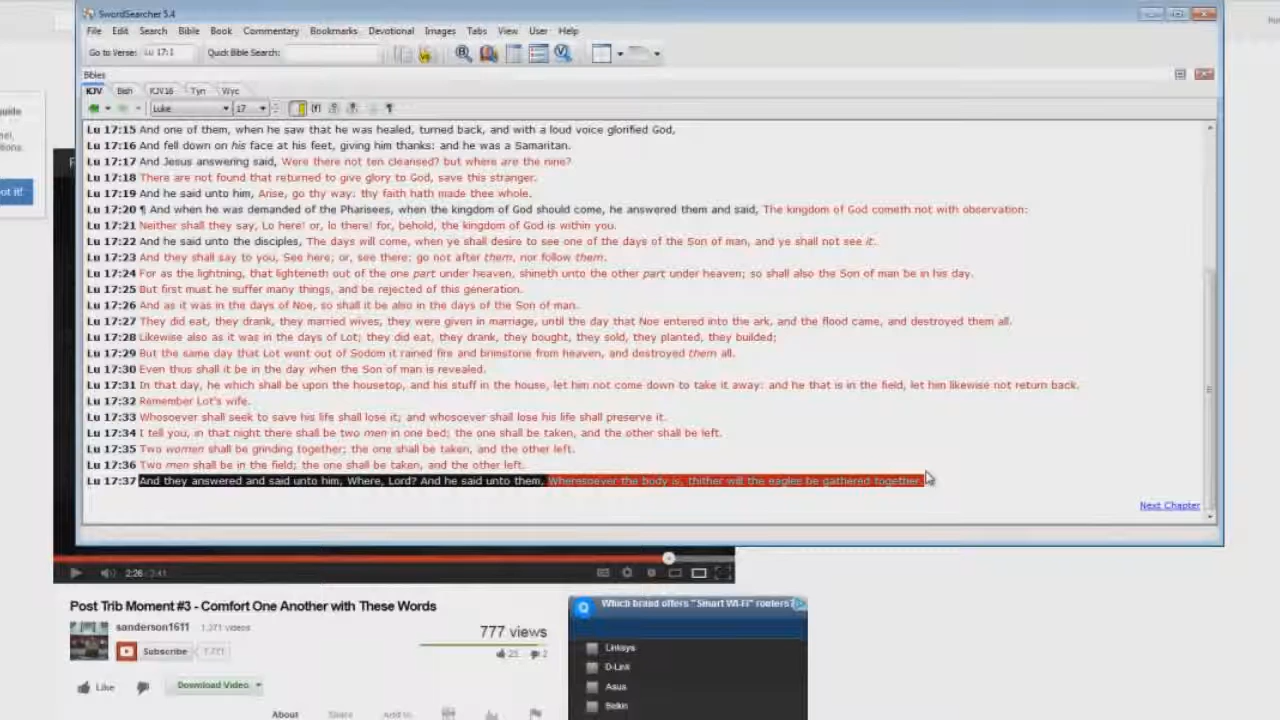 SwordSearcher 5.4
File Edit Search Bible Book Commentary Bookmarks Devotional Images Tabs View User Help
Go to Verse: Lu 17:1 Quick Bible Search:
Bibles
KJV Bish KJV16 Tyn Wyc
Luke 17
Lu 17:15 And one of them, when he saw that he was healed, turned back, and with a loud voice glorified God,
Lu 17:16 And fell down on his face at his feet, giving him thanks: and he was a Samaritan.
Lu 17:17 And Jesus answering said, Were there not ten cleansed? but where are the nine?
Lu 17:18 There are not found that returned to give glory to God, save this stranger.
Lu 17:19 And he said unto him, Arise, go thy way: thy faith hath made thee whole.
Lu 17:20 ¶ And when he was demanded of the Pharisees, when the kingdom of God should come, he answered them and said, The kingdom of God cometh not with observation:
Lu 17:21 Neither shall they say, Lo here! or, lo there! for, behold, the kingdom of God is within you.
Lu 17:22 And he said unto the disciples, The days will come, when ye shall desire to see one of the days of the Son of man, and ye shall not see it.
Lu 17:23 And they shall say to you, See here; or, see there: go not after them, nor follow them.
Lu 17:24 For as the lightning, that lighteneth out of the one part under heaven, shineth unto the other part under heaven; so shall also the Son of man be in his day.
Lu 17:25 But first must he suffer many things, and be rejected of this generation.
Lu 17:26 And as it was in the days of Noe, so shall it be also in the days of the Son of man.
Lu 17:27 They did eat, they drank, they married wives, they were given in marriage, until the day that Noe entered into the ark, and the flood came, and destroyed them all.
Lu 17:28 Likewise also as it was in the days of Lot; they did eat, they drank, they bought, they sold, they planted, they builded;
Lu 17:29 But the same day that Lot went out of Sodom it rained fire and brimstone from heaven, and destroyed them all.
Lu 17:30 Even thus shall it be in the day when the Son of man is revealed.
Lu 17:31 In that day, he which shall be upon the housetop, and his stuff in the house, let him not come down to take it away: and he that is in the field, let him likewise not return back.
Lu 17:32 Remember Lot's wife.
Lu 17:33 Whosoever shall seek to save his life shall lose it; and whosoever shall lose his life shall preserve it.
Lu 17:34 I tell you, in that night there shall be two men in one bed; the one shall be taken, and the other shall be left.
Lu 17:35 Two women shall be grinding together; the one shall be taken, and the other left.
Lu 17:36 Two men shall be in the field; the one shall be taken, and the other left.
Lu 17:37 And they answered and said unto him, Where, Lord? And he said unto them, Wheresoever the body is, thither will the eagles be gathered together.
Next Chapter
2:26
Post Trib Moment #3 - Comfort One Another with These Words
sanderson1611 1,371 videos
Subscribe
777 views
Like
Download Video
About Share Add to
Which brand offers "Smart Wi-Fi" routers?
Linksys
D-Link
Asus
Belkin